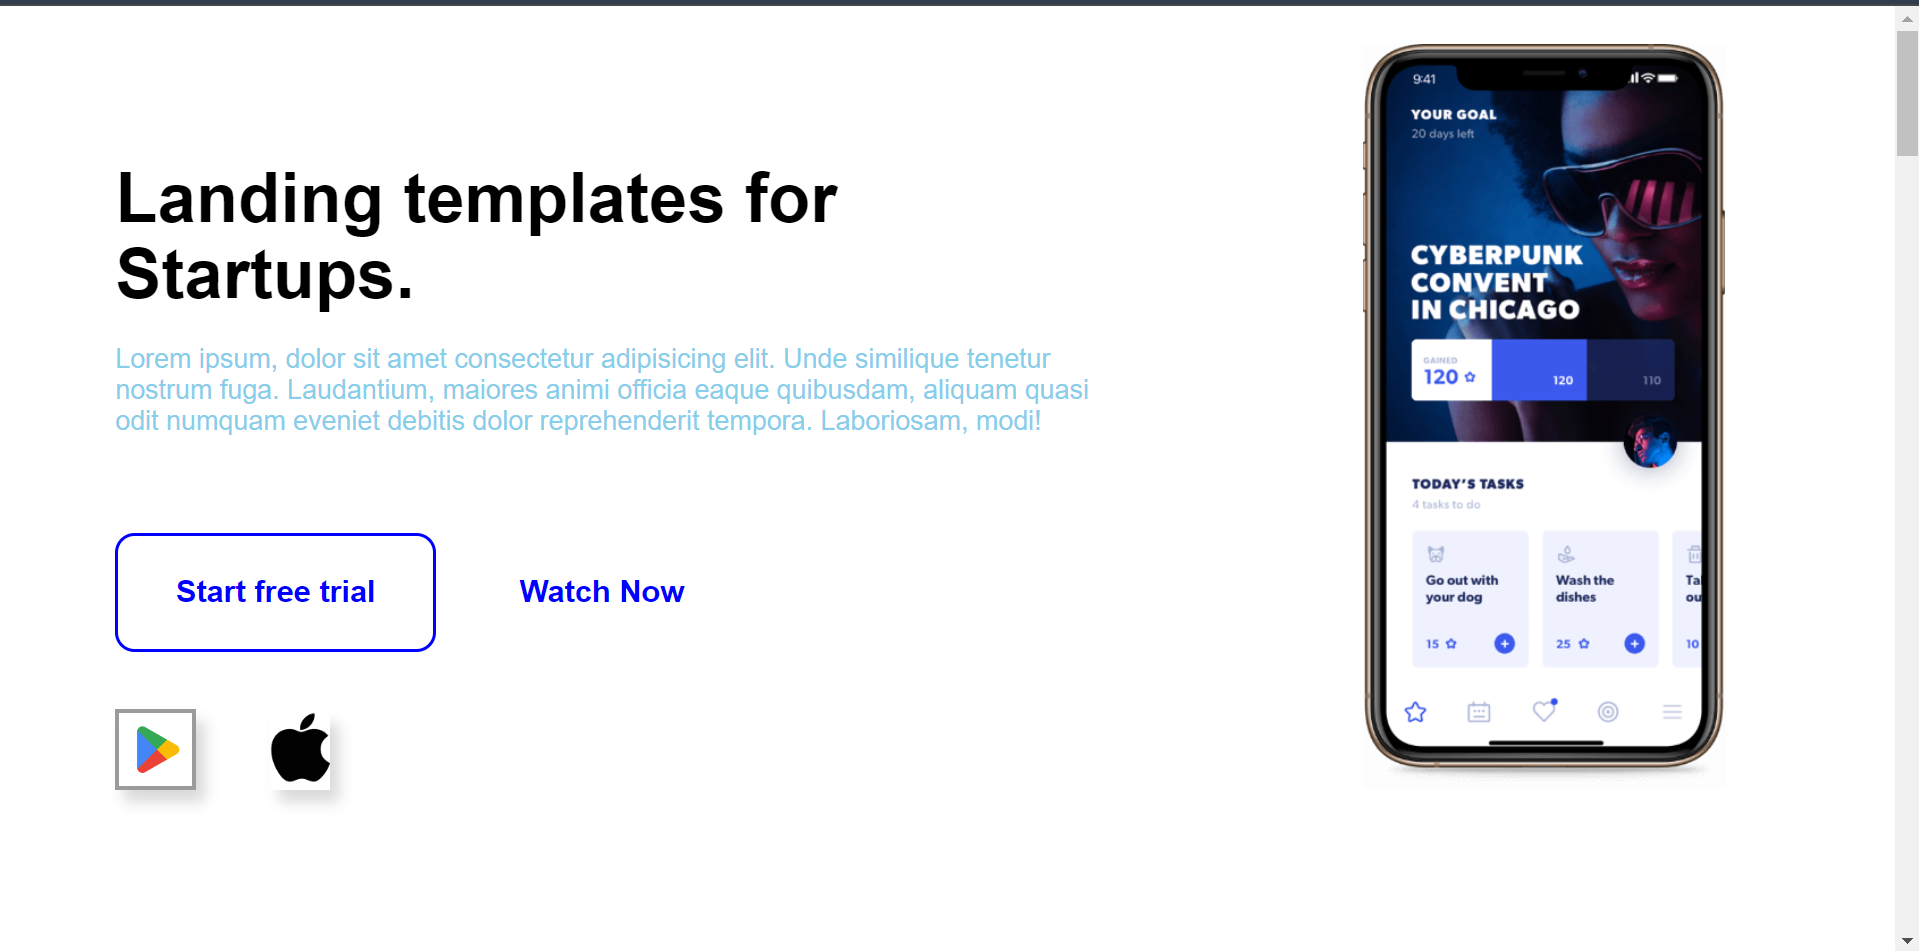 Landing templates for
Startups.
Lorem ipsum, dolor sit amet consectetur adipisicing elit. Unde similique tenetur
nostrum fuga. Laudantium, maiores animi officia eaque quibusdam, aliquam quasi
odit numquam eveniet debitis dolor reprehenderit tempora. Laboriosam, modi!
Start free trial
Watch Now
9:41
YOUR GOAL
20 days left
CYBERPUNK
CONVENT
IN CHICAGO
GAINED
120
120
110
TODAY'S TASKS
4 tasks to do
Go out with
your dog
15
Wash the
dishes
25
Ta
ou
10